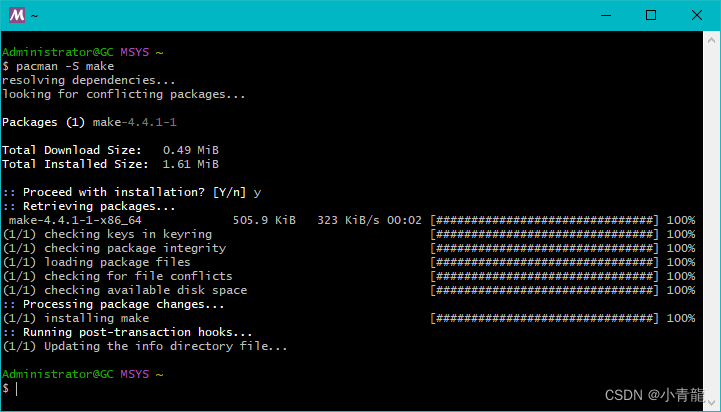 M ~
Administrator@GC MSYS ~
$ pacman -S make
resolving dependencies...
looking for conflicting packages...
Packages (1) make-4.4.1-1
Total Download Size:   0.49 MiB
Total Installed Size:  1.61 MiB
:: Proceed with installation? [Y/n] y
:: Retrieving packages...
 make-4.4.1-1-x86_64             505.9 KiB   323 KiB/s 00:02 [###############################] 100%
(1/1) checking keys in keyring                               [###############################] 100%
(1/1) checking package integrity                             [###############################] 100%
(1/1) loading package files                                  [###############################] 100%
(1/1) checking for file conflicts                            [###############################] 100%
(1/1) checking available disk space                          [###############################] 100%
:: Processing package changes...
(1/1) installing make                                        [###############################] 100%
:: Running post-transaction hooks...
(1/1) Updating the info directory file...
Administrator@GC MSYS ~
$
CSDN @小青龍